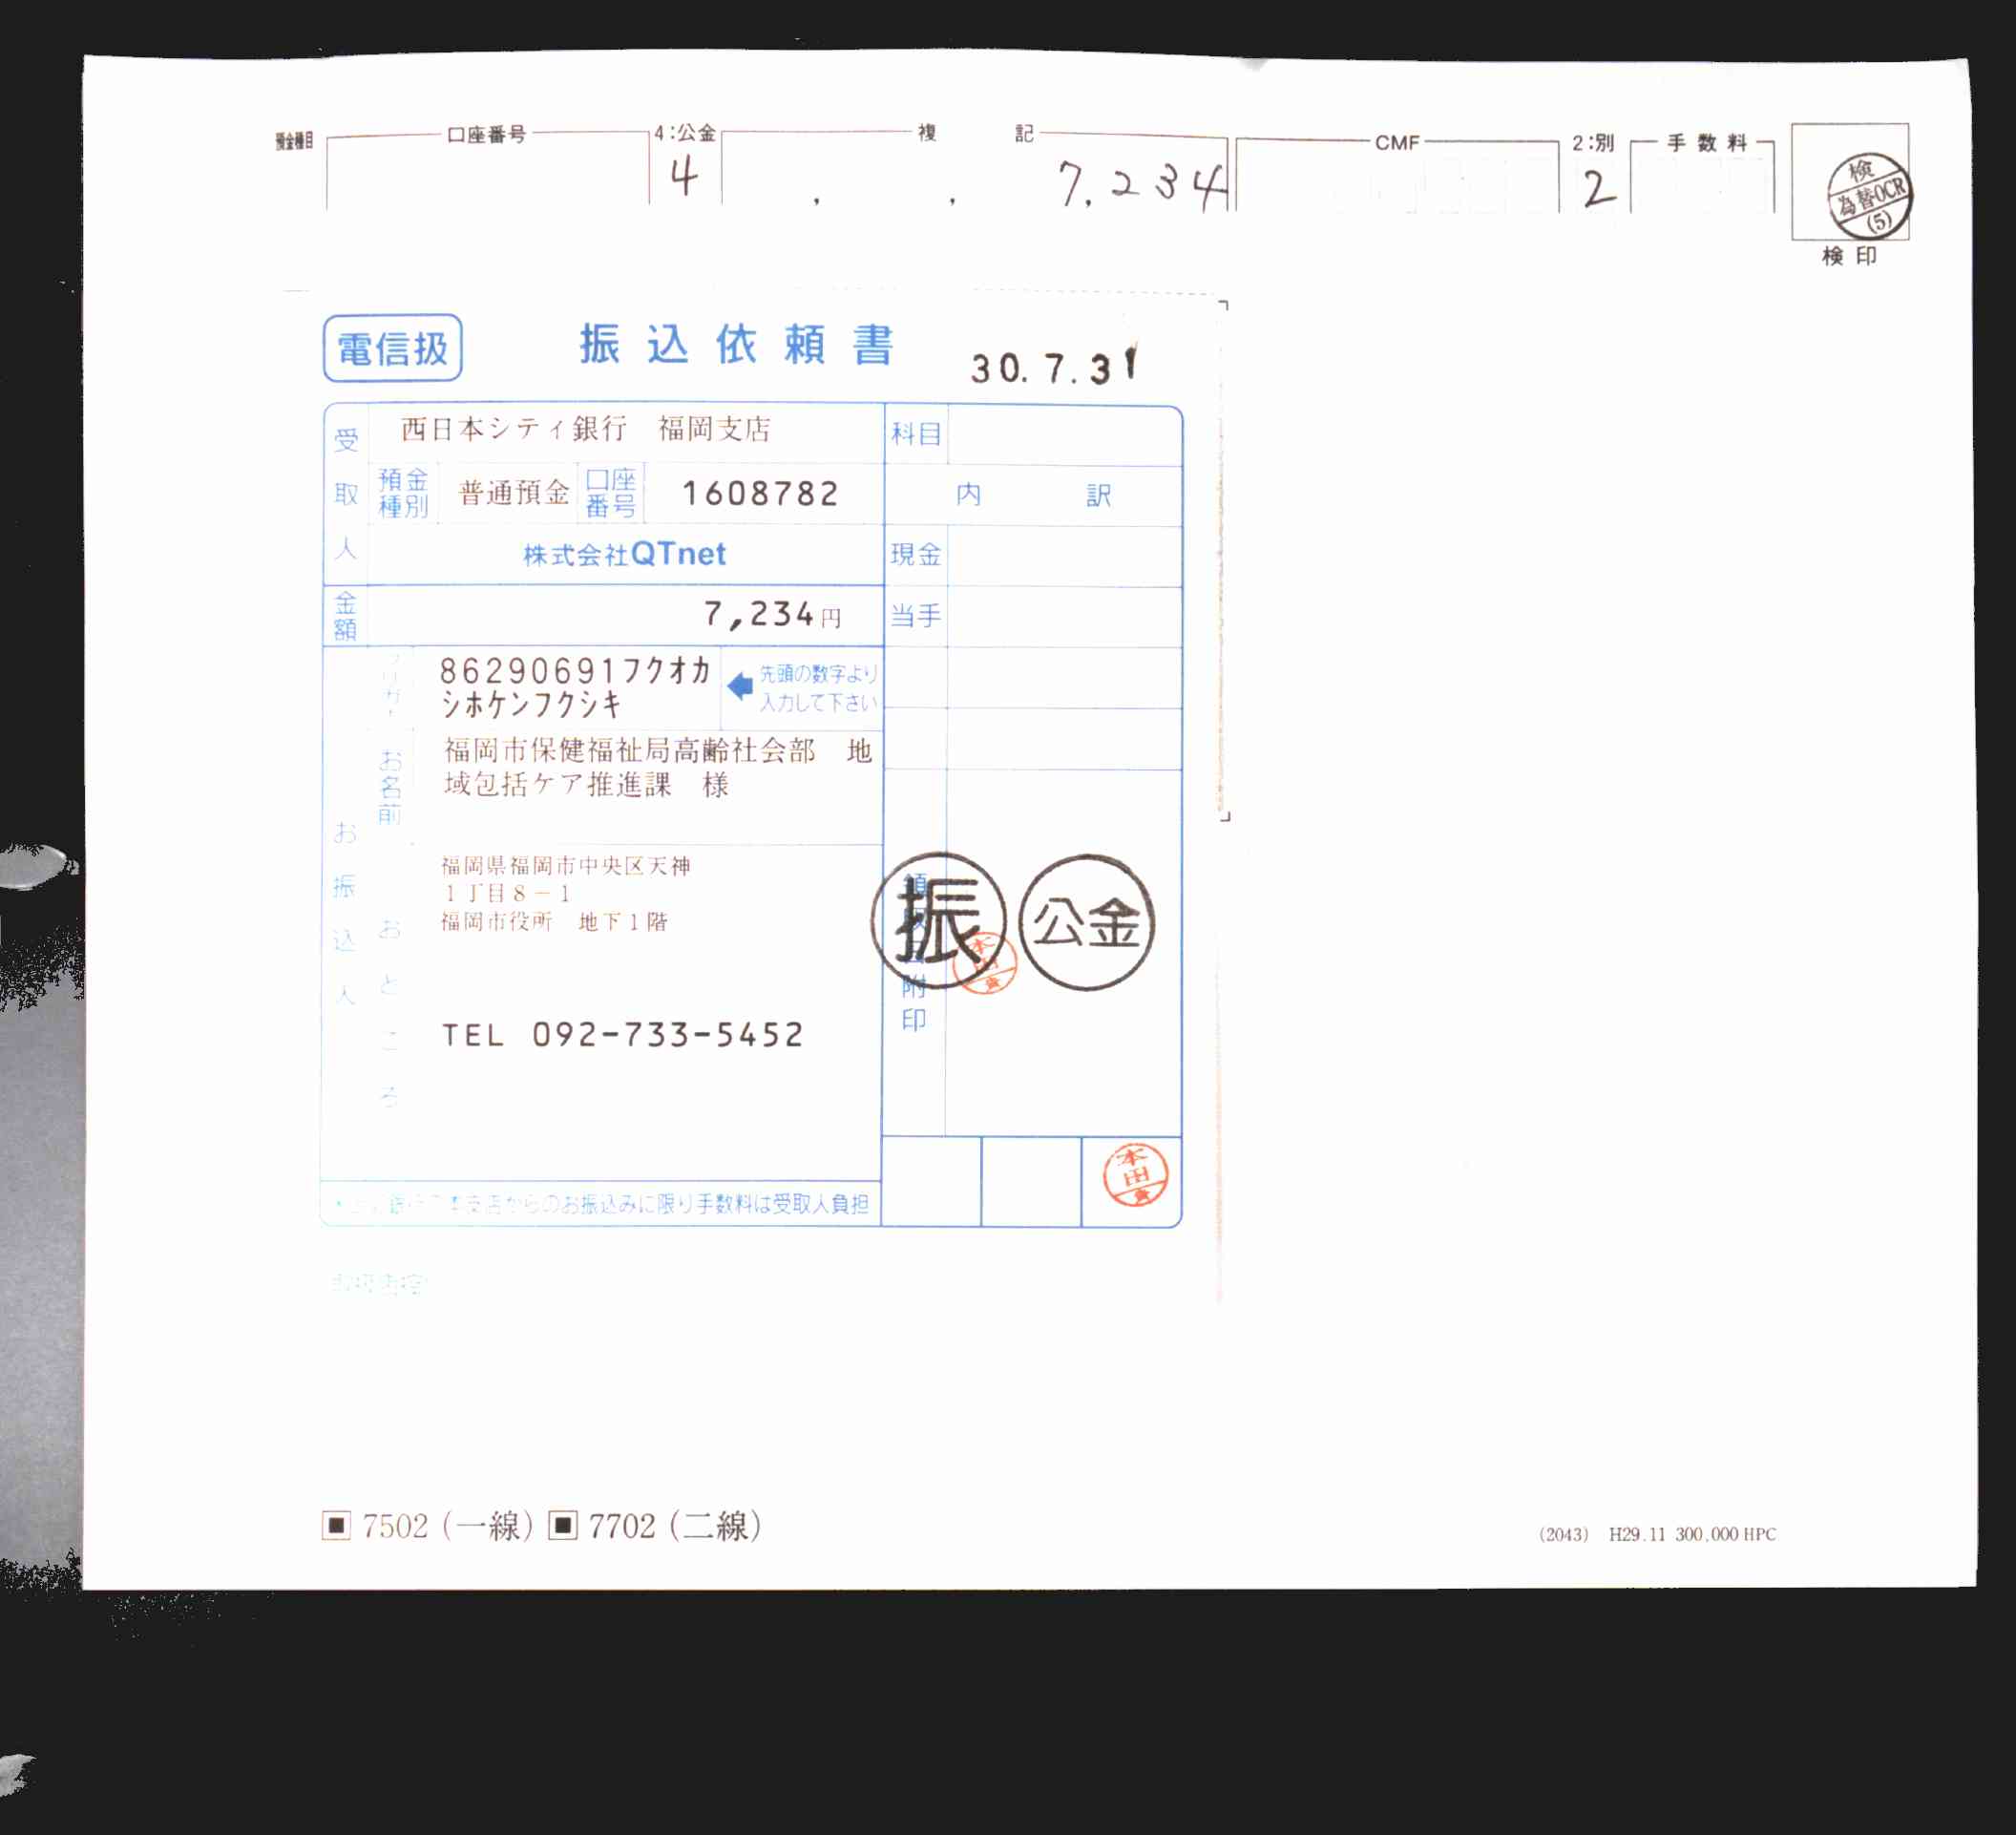 預金種目 口座番号 4:公金 複 記 CMF 2:別 手数料
4 7,234 2
検
為替OCR
(5)
検印
電信扱 振込依頼書 30.7.31
受取人 西日本シティ銀行 福岡支店 科目
預金種別 普通預金 口座番号 1608782 内 訳
株式会社QTnet 現金
金額 7,234円 当手
862906917フクオカ
シホケンフクシキ
先頭の数字より
入力して下さい
お振込人
お名前
福岡市保健福祉局高齢社会部 地
域包括ケア推進課 様
おところ
福岡県福岡市中央区天神
1丁目8-1
福岡市役所 地下1階
TEL 092-733-5452
附印
振 公金
本田
本田
本支店からのお振込みに限り手数料は受取人負担
7502(一線) 7702(二線)
(2043) H29.11 300,000 HPC